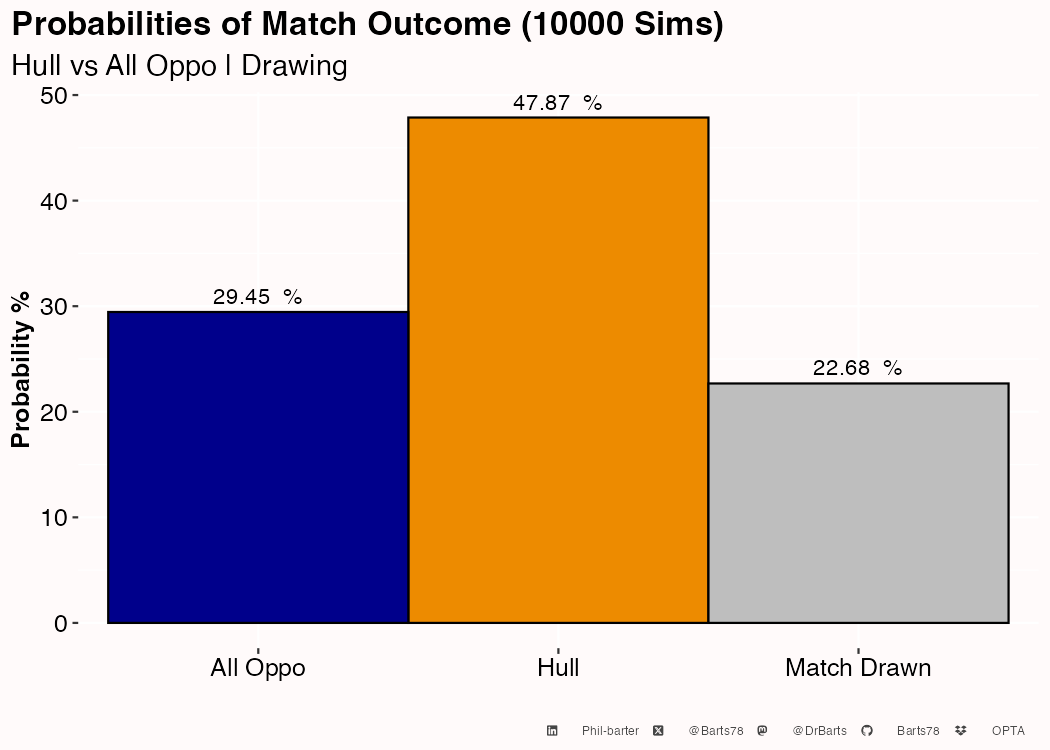 Probabilities of Match Outcome (10000 Sims)
Hull vs All Oppo | Drawing
50
47.87 %
40
Probability %
30
29.45 %
22.68 %
20
10
0
All Oppo Hull Match Drawn
Phil-barter @Barts78 @DrBarts Barts78 OPTA